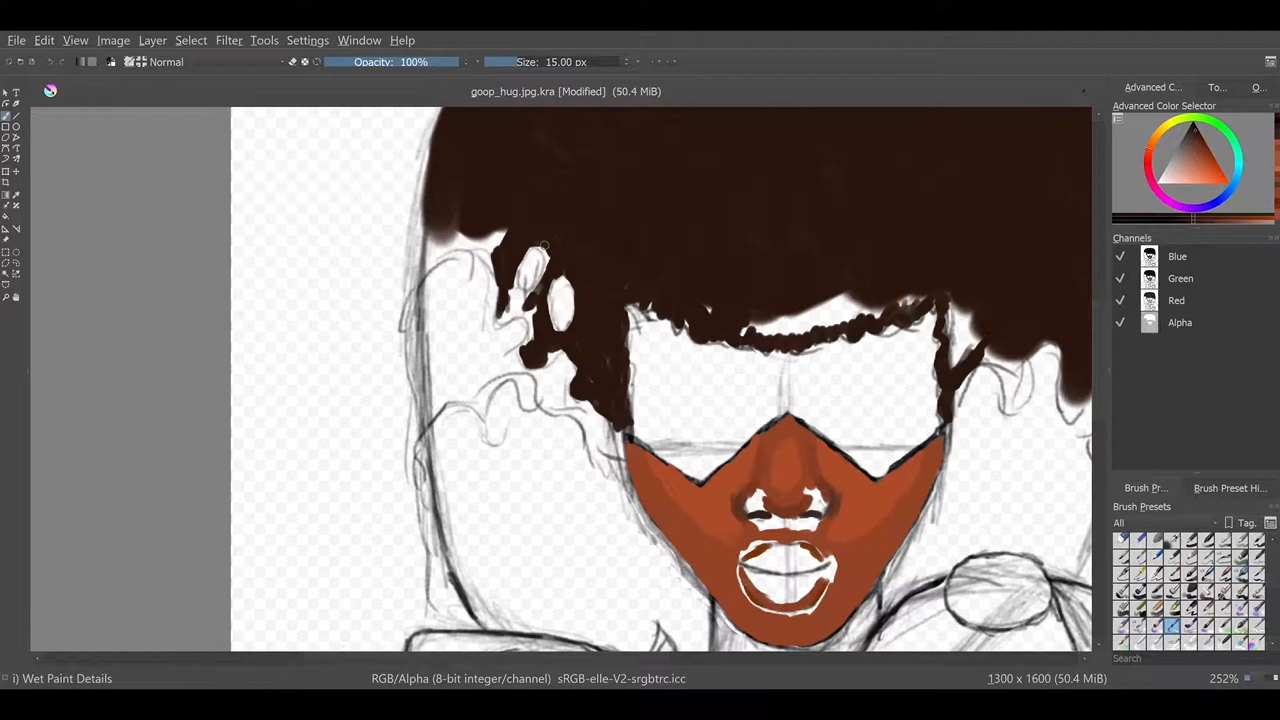 File Edit View Image Layer Select Filter Tools Settings Window Help
Normal Opacity: 100% Size: 15.00 px
goop_hug.jpg.kra [Modified] (50.4 MiB)
Advanced C... To... O...
Advanced Color Selector
Channels
Blue
Green
Red
Alpha
Brush Pr... Brush Preset Hi...
Brush Presets
All Tag.
Search
i) Wet Paint Details RGB/Alpha (8-bit integer/channel) sRGB-elle-V2-srgbtrc.icc 1300 x 1600 (50.4 MiB) 252%